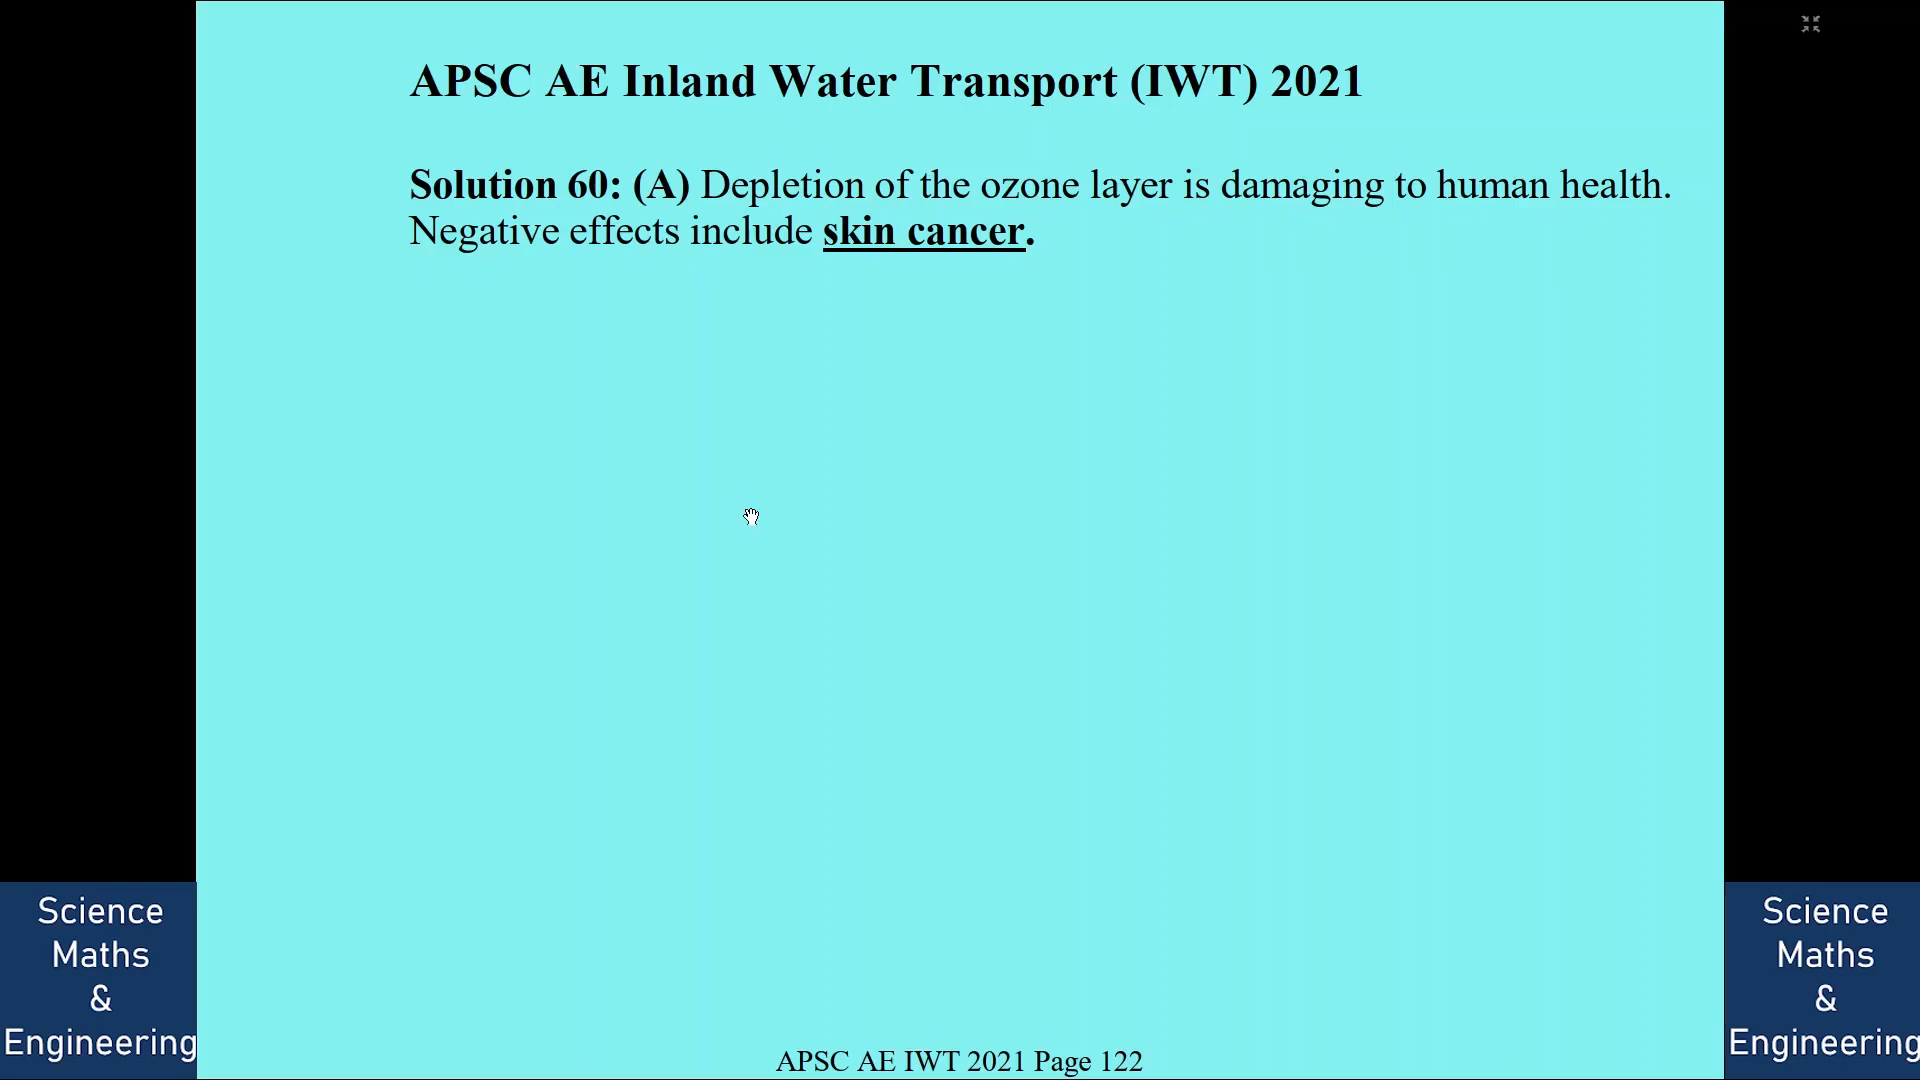 APSC AE Inland Water Transport (IWT) 2021
Solution 60: (A) Depletion of the ozone layer is damaging to human health.
Negative effects include skin cancer.
Science
Maths
&
Engineering
Science
Maths
&
Engineering
APSC AE IWT 2021 Page 122